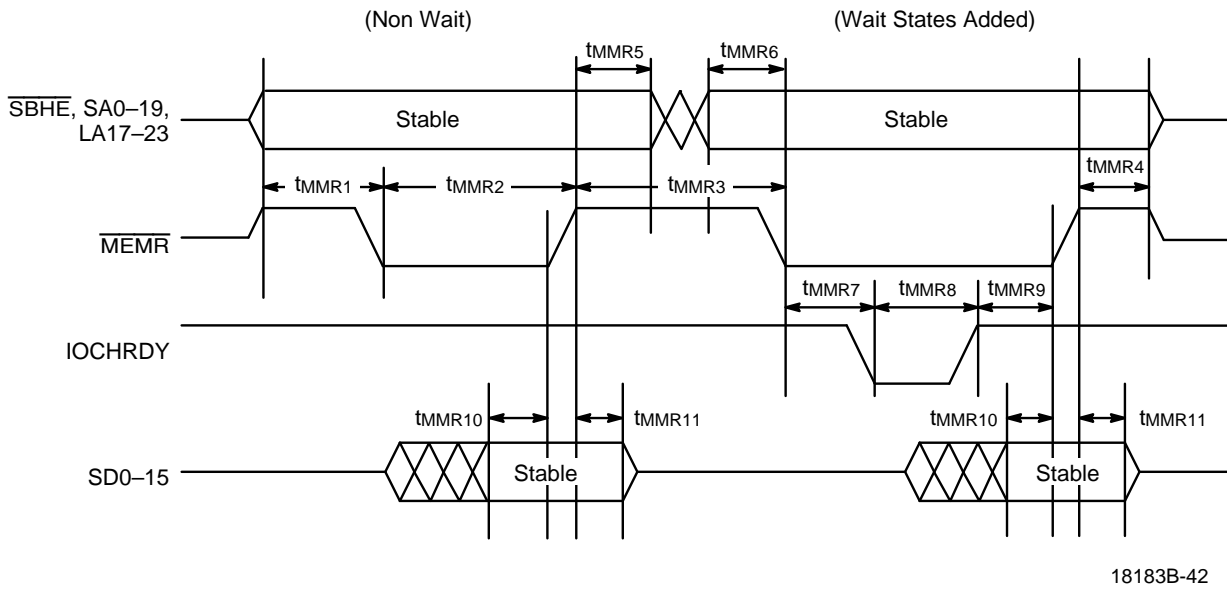 (Non Wait)
(Wait States Added)
tMMR5
tMMR6
SBHE, SA0–19,
LA17–23
Stable
Stable
tMMR1
tMMR2
tMMR3
tMMR4
MEMR
tMMR7
tMMR8
tMMR9
IOCHRDY
tMMR10
tMMR11
tMMR10
tMMR11
SD0–15
Stable
Stable
18183B-42